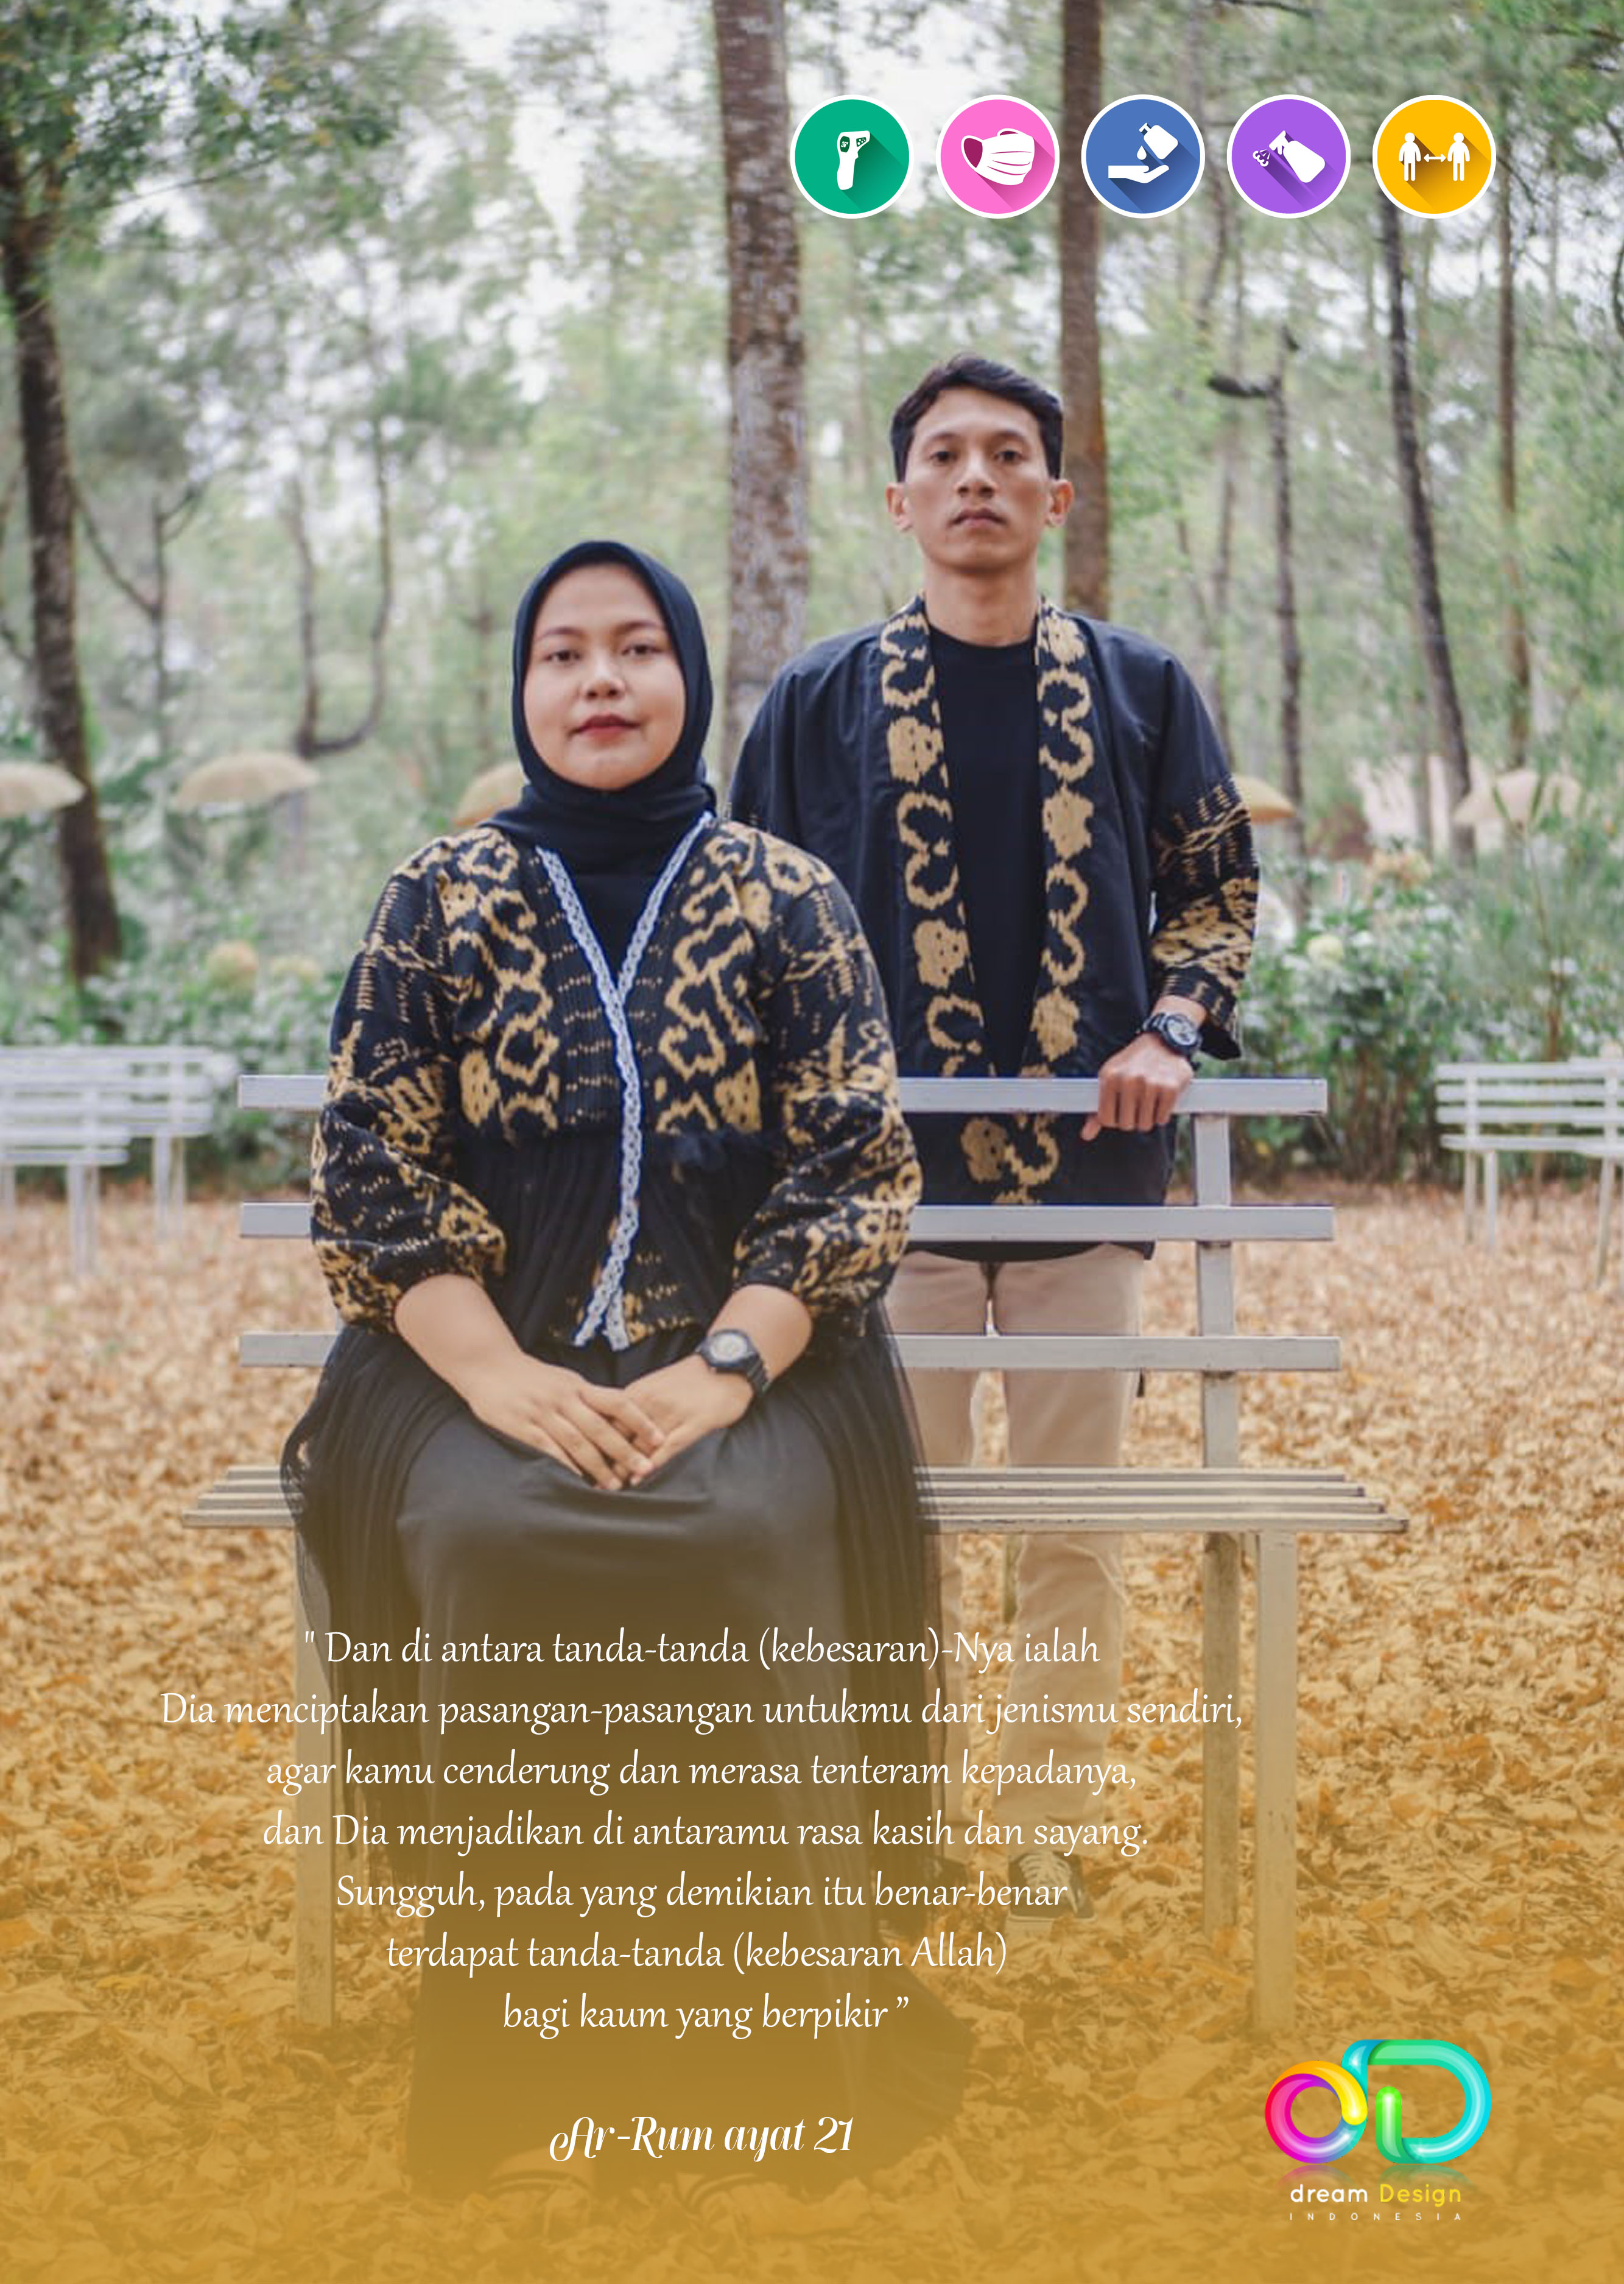 " Dan di antara tanda-tanda (kebesaran)-Nya ialah
Dia menciptakan pasangan-pasangan untukmu dari jenismu sendiri,
agar kamu cenderung dan merasa tenteram kepadanya,
dan Dia menjadikan di antaramu rasa kasih dan sayang.
Sungguh, pada yang demikian itu benar-benar
terdapat tanda-tanda (kebesaran Allah)
bagi kaum yang berpikir ”
Ar-Rum ayat 21
dream Design
INDONESIA